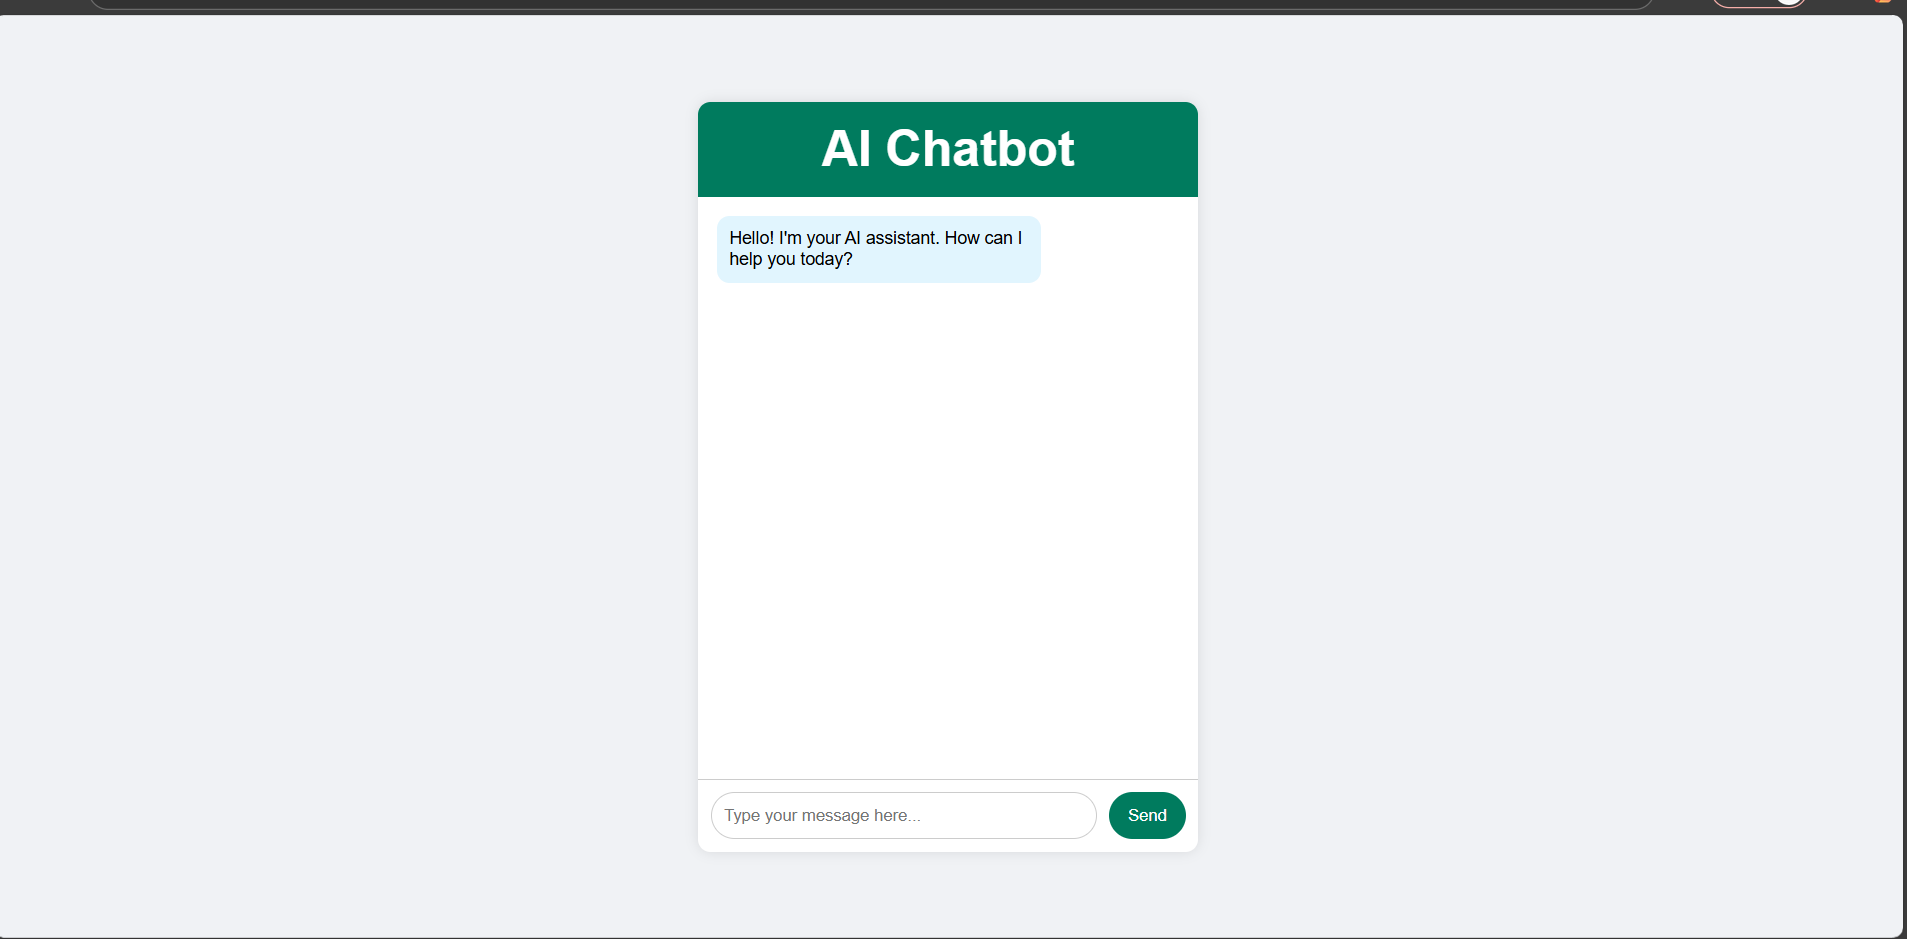 AI Chatbot
Hello! I'm your AI assistant. How can I
help you today?
Type your message here...
Send